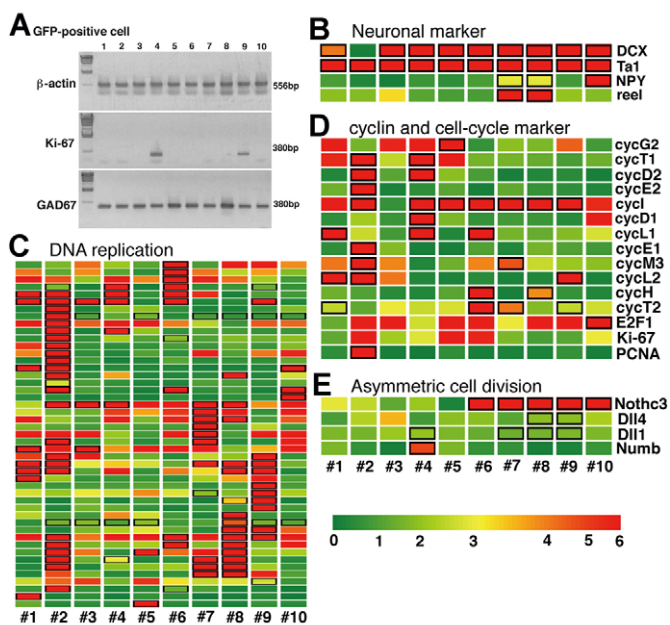 A
GFP-positive cell
1 2 3 4 5 6 7 8 9 10
β-actin
556bp
Ki-67
380bp
GAD67
380bp
B
Neuronal marker
DCX
Ta1
NPY
reel
C
DNA replication
#1 #2 #3 #4 #5 #6 #7 #8 #9 #10
D
cyclin and cell-cycle marker
cycG2
cycT1
cycD2
cycE2
cycI
cycD1
cycL1
cycE1
cycM3
cycL2
cycH
cycT2
E2F1
Ki-67
PCNA
E
Asymmetric cell division
Nothc3
Dll4
Dll1
Numb
#1 #2 #3 #4 #5 #6 #7 #8 #9 #10
0 1 2 3 4 5 6